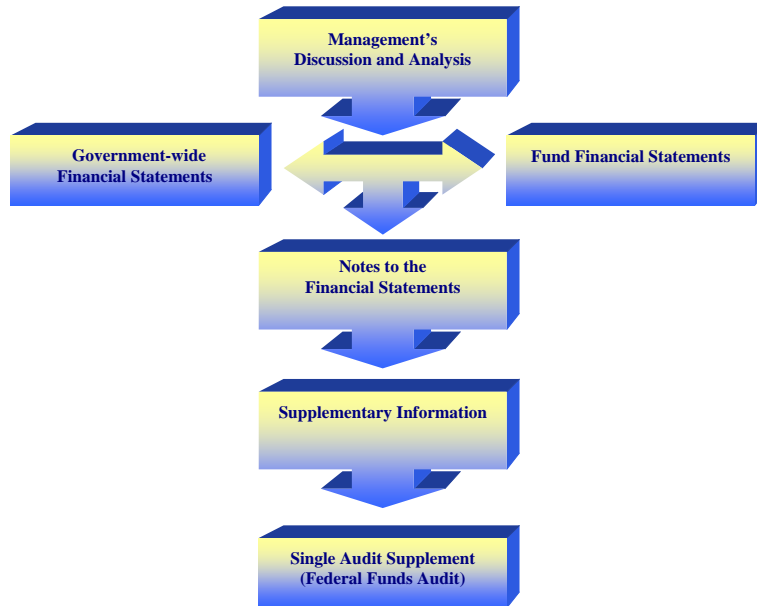 Management’s
Discussion and Analysis
Government-wide
Financial Statements
Fund Financial Statements
Notes to the
Financial Statements
Supplementary Information
Single Audit Supplement
(Federal Funds Audit)